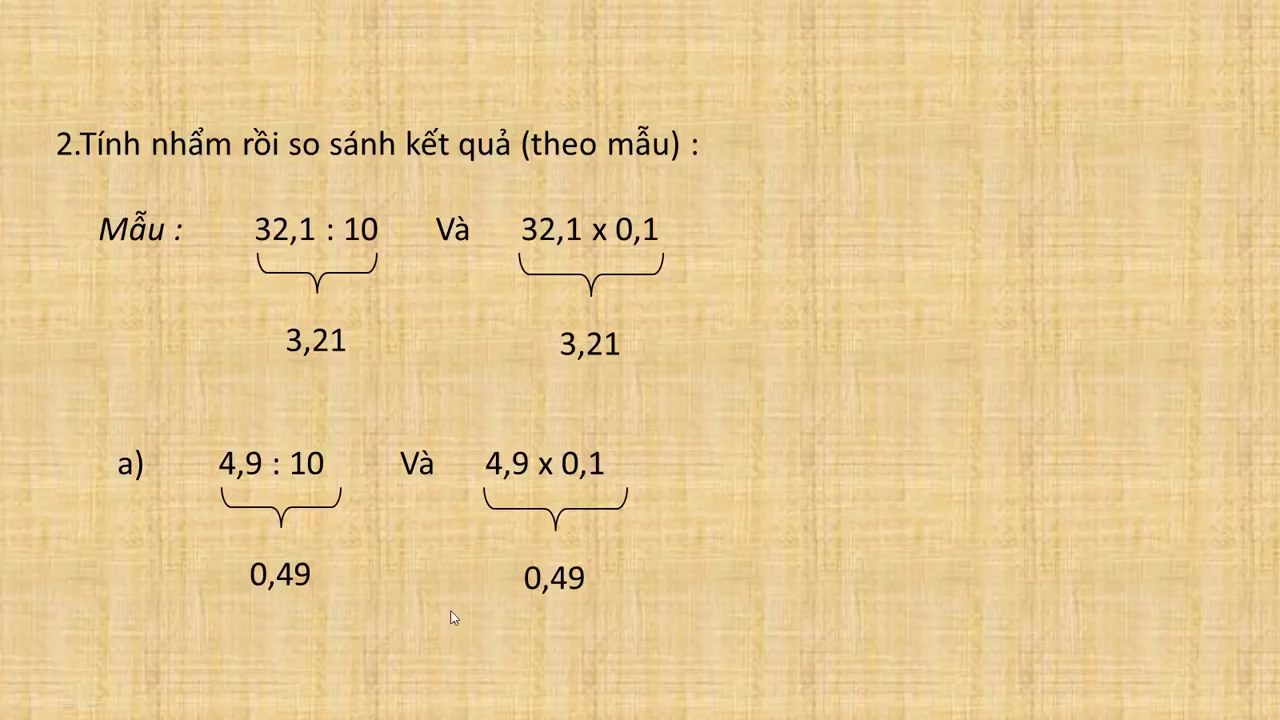 2.Tính nhẩm rồi so sánh kết quả (theo mẫu) :
Mẫu : 32,1 : 10 Và 32,1 x 0,1
3,21 3,21
a) 4,9 : 10 Và 4,9 x 0,1
0,49 0,49